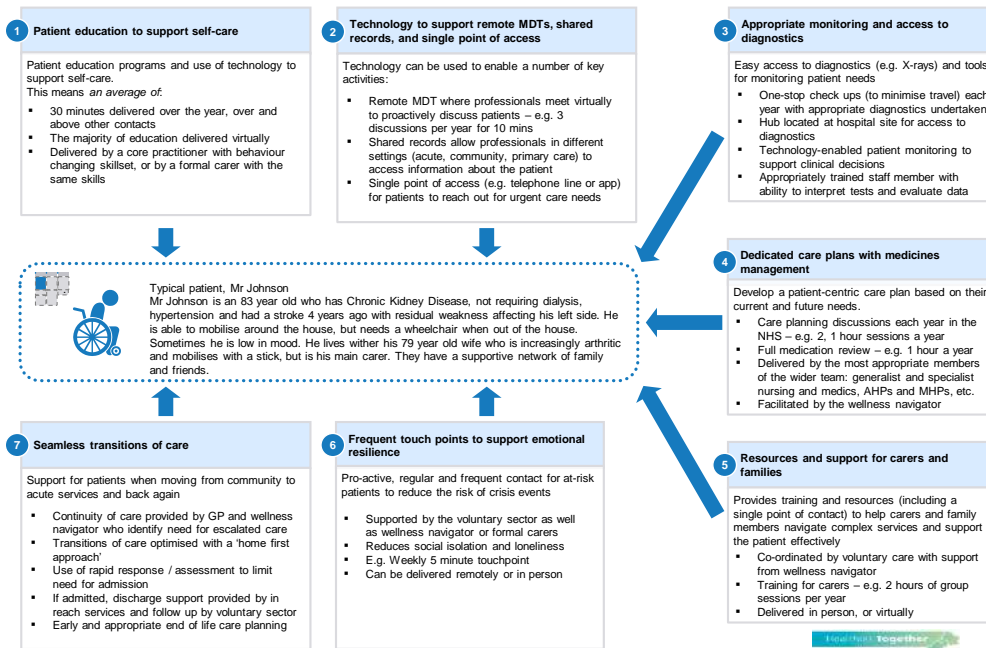 1
Patient education to support self-care
Patient education programs and use of technology to
support self-care.
This means an average of:
▪ 30 minutes delivered over the year, over and
above other contacts
▪ The majority of education delivered virtually
▪ Delivered by a core practitioner with behaviour
changing skillset, or by a formal carer with the
same skills
2
Technology to support remote MDTs, shared
records, and single point of access
Technology can be used to enable a number of key
activities:
▪ Remote MDT where professionals meet virtually
to proactively discuss patients – e.g. 3
discussions per year for 10 mins
▪ Shared records allow professionals in different
settings (acute, community, primary care) to
access information about the patient
▪ Single point of access (e.g. telephone line or app)
for patients to reach out for urgent care needs
3
Appropriate monitoring and access to
diagnostics
Easy access to diagnostics (e.g. X-rays) and tools
for monitoring patient needs
▪ One-stop check ups (to minimise travel) each
year with appropriate diagnostics undertaken
▪ Hub located at hospital site for access to
diagnostics
▪ Technology-enabled patient monitoring to
support clinical decisions
▪ Appropriately trained staff member with
ability to interpret tests and evaluate data
Typical patient, Mr Johnson
Mr Johnson is an 83 year old who has Chronic Kidney Disease, not requiring dialysis,
hypertension and had a stroke 4 years ago with residual weakness affecting his left side. He
is able to mobilise around the house, but needs a wheelchair when out of the house.
Sometimes he is low in mood. He lives wither his 79 year old wife who is increasingly arthritic
and mobilises with a stick, but is his main carer. They have a supportive network of family
and friends.
4
Dedicated care plans with medicines
management
Develop a patient-centric care plan based on their
current and future needs.
▪ Care planning discussions each year in the
NHS – e.g. 2, 1 hour sessions a year
▪ Full medication review – e.g. 1 hour a year
▪ Delivered by the most appropriate members
of the wider team: generalist and specialist
nursing and medics, AHPs and MHPs, etc.
▪ Facilitated by the wellness navigator
7
Seamless transitions of care
Support for patients when moving from community to
acute services and back again
▪ Continuity of care provided by GP and wellness
navigator who identify need for escalated care
▪ Transitions of care optimised with a ‘home first
approach’
▪ Use of rapid response / assessment to limit
need for admission
▪ If admitted, discharge support provided by in
reach services and follow up by voluntary sector
▪ Early and appropriate end of life care planning
6
Frequent touch points to support emotional
resilience
Pro-active, regular and frequent contact for at-risk
patients to reduce the risk of crisis events
▪ Supported by the voluntary sector as well
as wellness navigator or formal carers
▪ Reduces social isolation and loneliness
▪ E.g. Weekly 5 minute touchpoint
▪ Can be delivered remotely or in person
5
Resources and support for carers and
families
Provides training and resources (including a
single point of contact) to help carers and family
members navigate complex services and support
the patient effectively
▪ Co-ordinated by voluntary care with support
from wellness navigator
▪ Training for carers – e.g. 2 hours of group
sessions per year
▪ Delivered in person, or virtually
Healthier Together